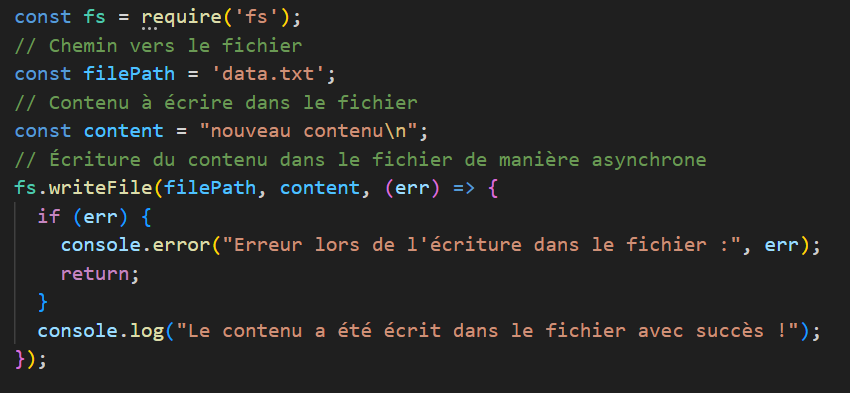 const fs = require('fs');
// Chemin vers le fichier
const filePath = 'data.txt';
// Contenu à écrire dans le fichier
const content = "nouveau contenu\n";
// Écriture du contenu dans le fichier de manière asynchrone
fs.writeFile(filePath, content, (err) => {
  if (err) {
    console.error("Erreur lors de l'écriture dans le fichier :", err);
    return;
  }
  console.log("Le contenu a été écrit dans le fichier avec succès !");
});